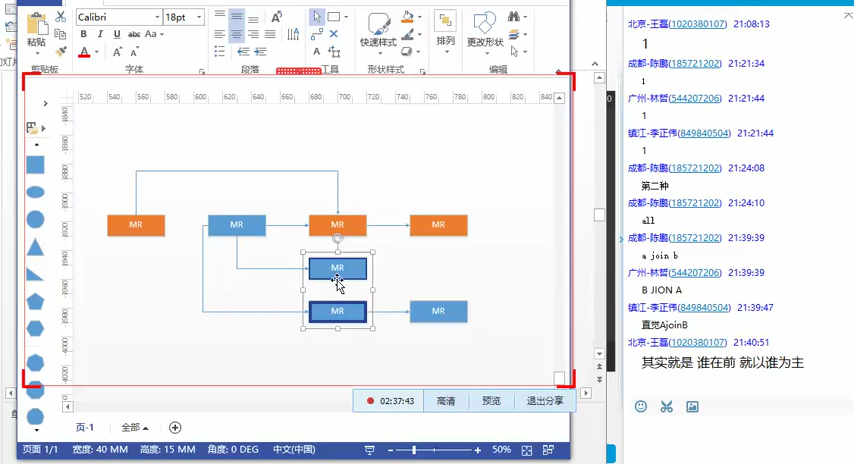 Calibri 18pt
粘贴
B I U abc Aa
A A A
剪贴板 字体 段落 工具 形状样式 编辑
快速样式 排列 更改形状
520 540 560 580 600 620 640 660 680 700 720 740 760 780 800 820 840
MR MR MR MR
MR
MR MR
02:37:43 高清 预览 退出分享
页-1 全部
页面 1/1 宽度: 40 MM 高度: 15 MM 角度: 0 DEG 中文(中国) 50%
北京-王磊(1020380107) 21:08:13
1
成都-陈鹏(185721202) 21:21:34
1
广州-林哲(544207206) 21:21:44
1
镇江-李正伟(849840504) 21:21:44
1
成都-陈鹏(185721202) 21:24:08
第二种
成都-陈鹏(185721202) 21:24:10
all
成都-陈鹏(185721202) 21:39:39
a join b
广州-林哲(544207206) 21:39:39
B JION A
镇江-李正伟(849840504) 21:39:47
直觉AjoinB
北京-王磊(1020380107) 21:40:51
其实就是 谁在前 就以谁为主